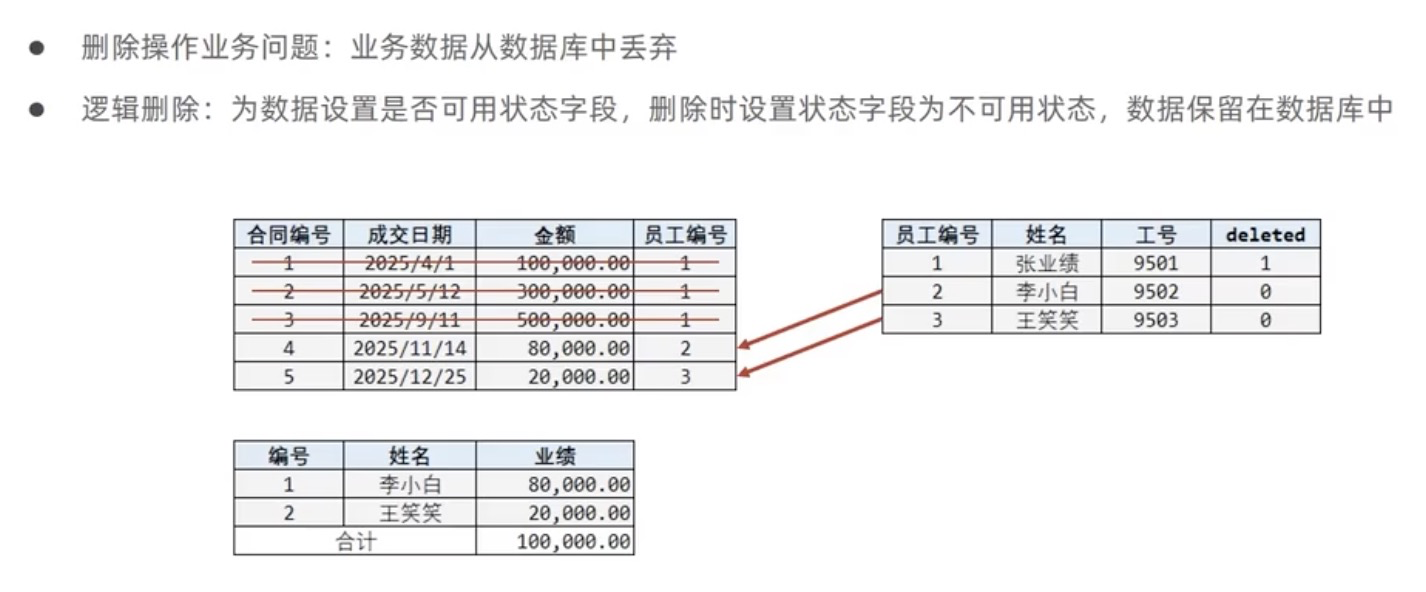 删除操作业务问题：业务数据从数据库中丢弃
逻辑删除：为数据设置是否可用状态字段，删除时设置状态字段为不可用状态，数据保留在数据库中
合同编号 成交日期 金额 员工编号
1 2025/4/1 100,000.00 1
2 2025/5/12 300,000.00 1
3 2025/9/11 500,000.00 1
4 2025/11/14 80,000.00 2
5 2025/12/25 20,000.00 3
员工编号 姓名 工号 deleted
1 张业绩 9501 1
2 李小白 9502 0
3 王笑笑 9503 0
编号 姓名 业绩
1 李小白 80,000.00
2 王笑笑 20,000.00
合计 100,000.00